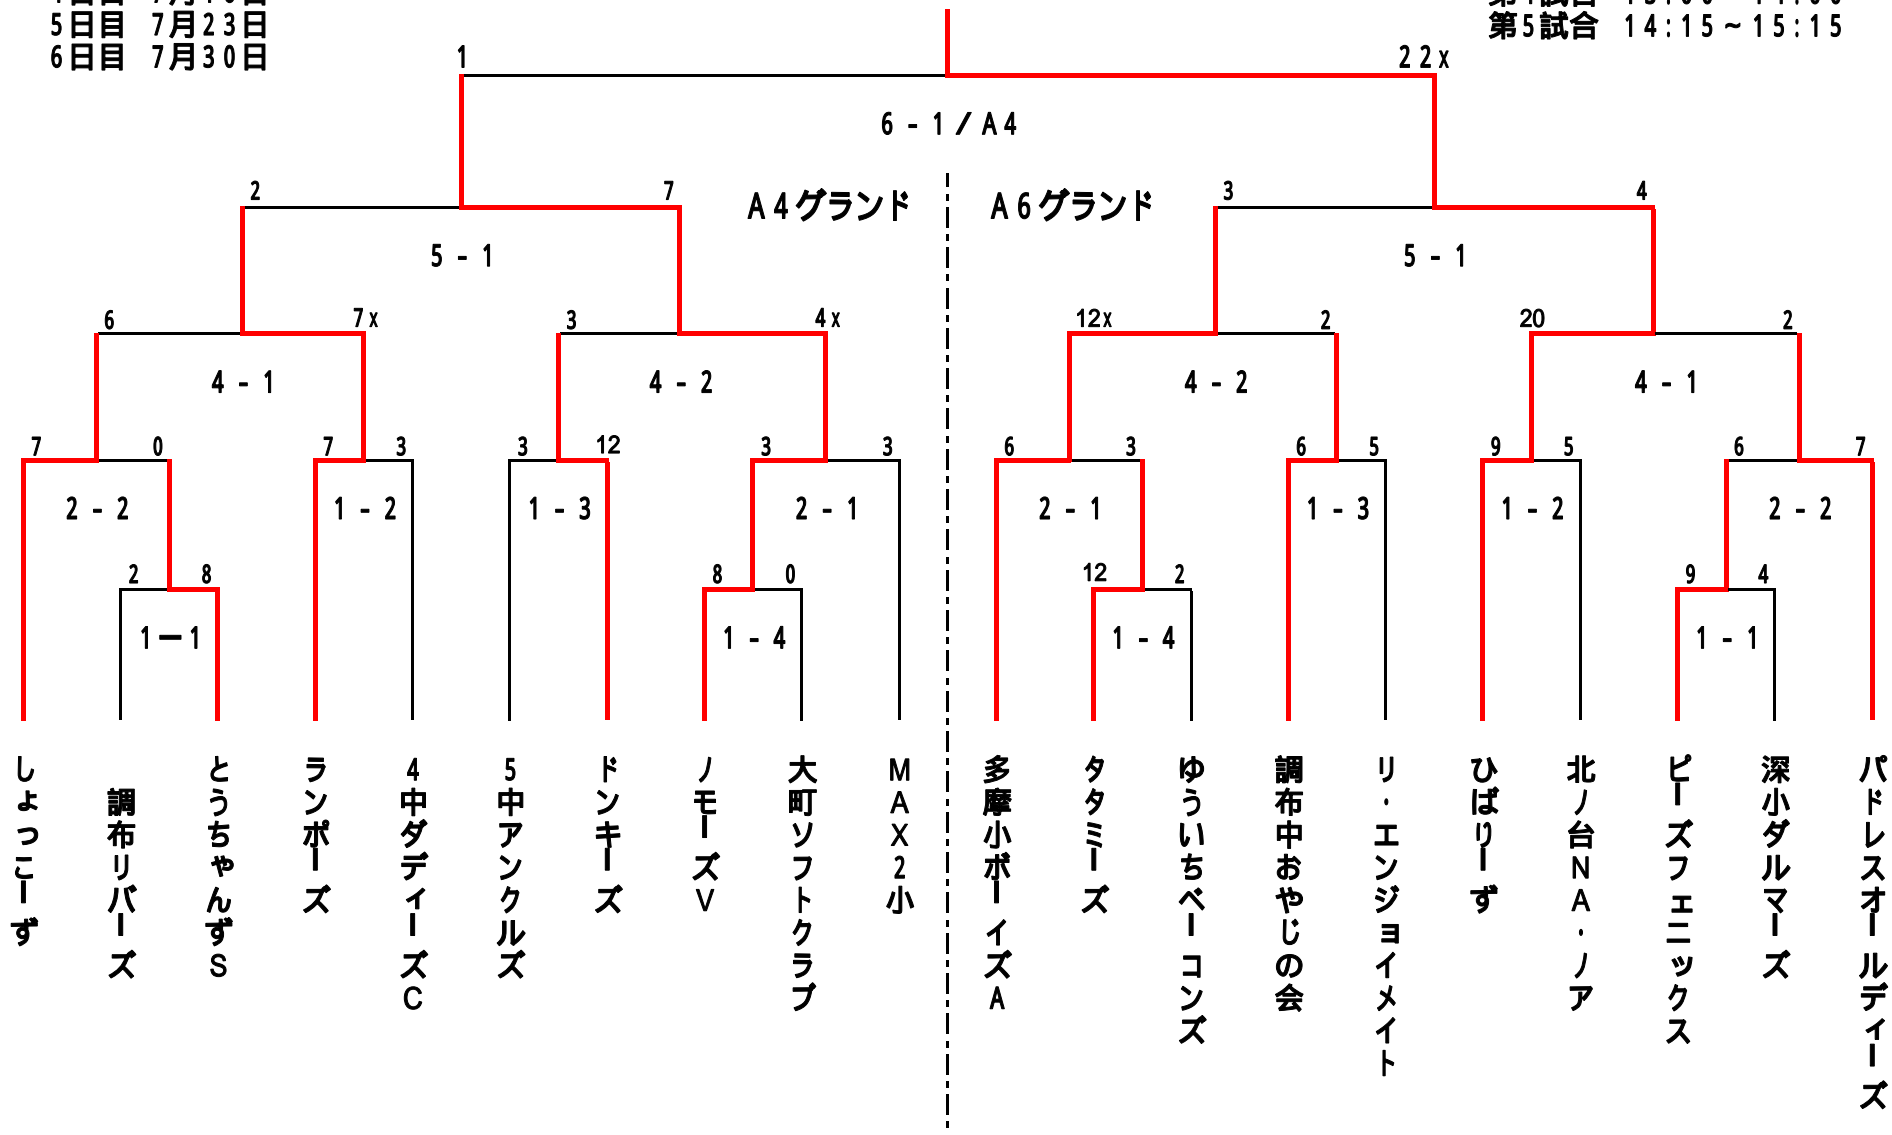 5日目 7月23日
6日目 7月30日
第5試合 14:15～15:15
1 22x
6-1/A4
2 7 3 4
A4グランド A6グランド
5-1 5-1
6 7x 3 4x 12x 2 20 2
4-1 4-2 4-2 4-1
7 0 7 3 3 12 3 3 6 3 6 5 9 5 6 7
2-2 1-2 1-3 2-1 2-1 1-3 1-2 2-2
2 8 8 0 12 2 9 4
1ー1 1-4 1-4 1-1
しょっこーず
調布リバーズ
とうちゃんずS
ランボーズ
4中ダディーズC
5中アンクルズ
ドンキーズ
ノモーズV
大町ソフトクラブ
MAX2小
多摩小ボーイズA
タタミーズ
ゆういちベーコンズ
調布中おやじの会
リ・エンジョイメイト
ひばりーず
北ノ台NA・ノア
ピーズフェニックス
深小ダルマーズ
パドレスオールディーズ